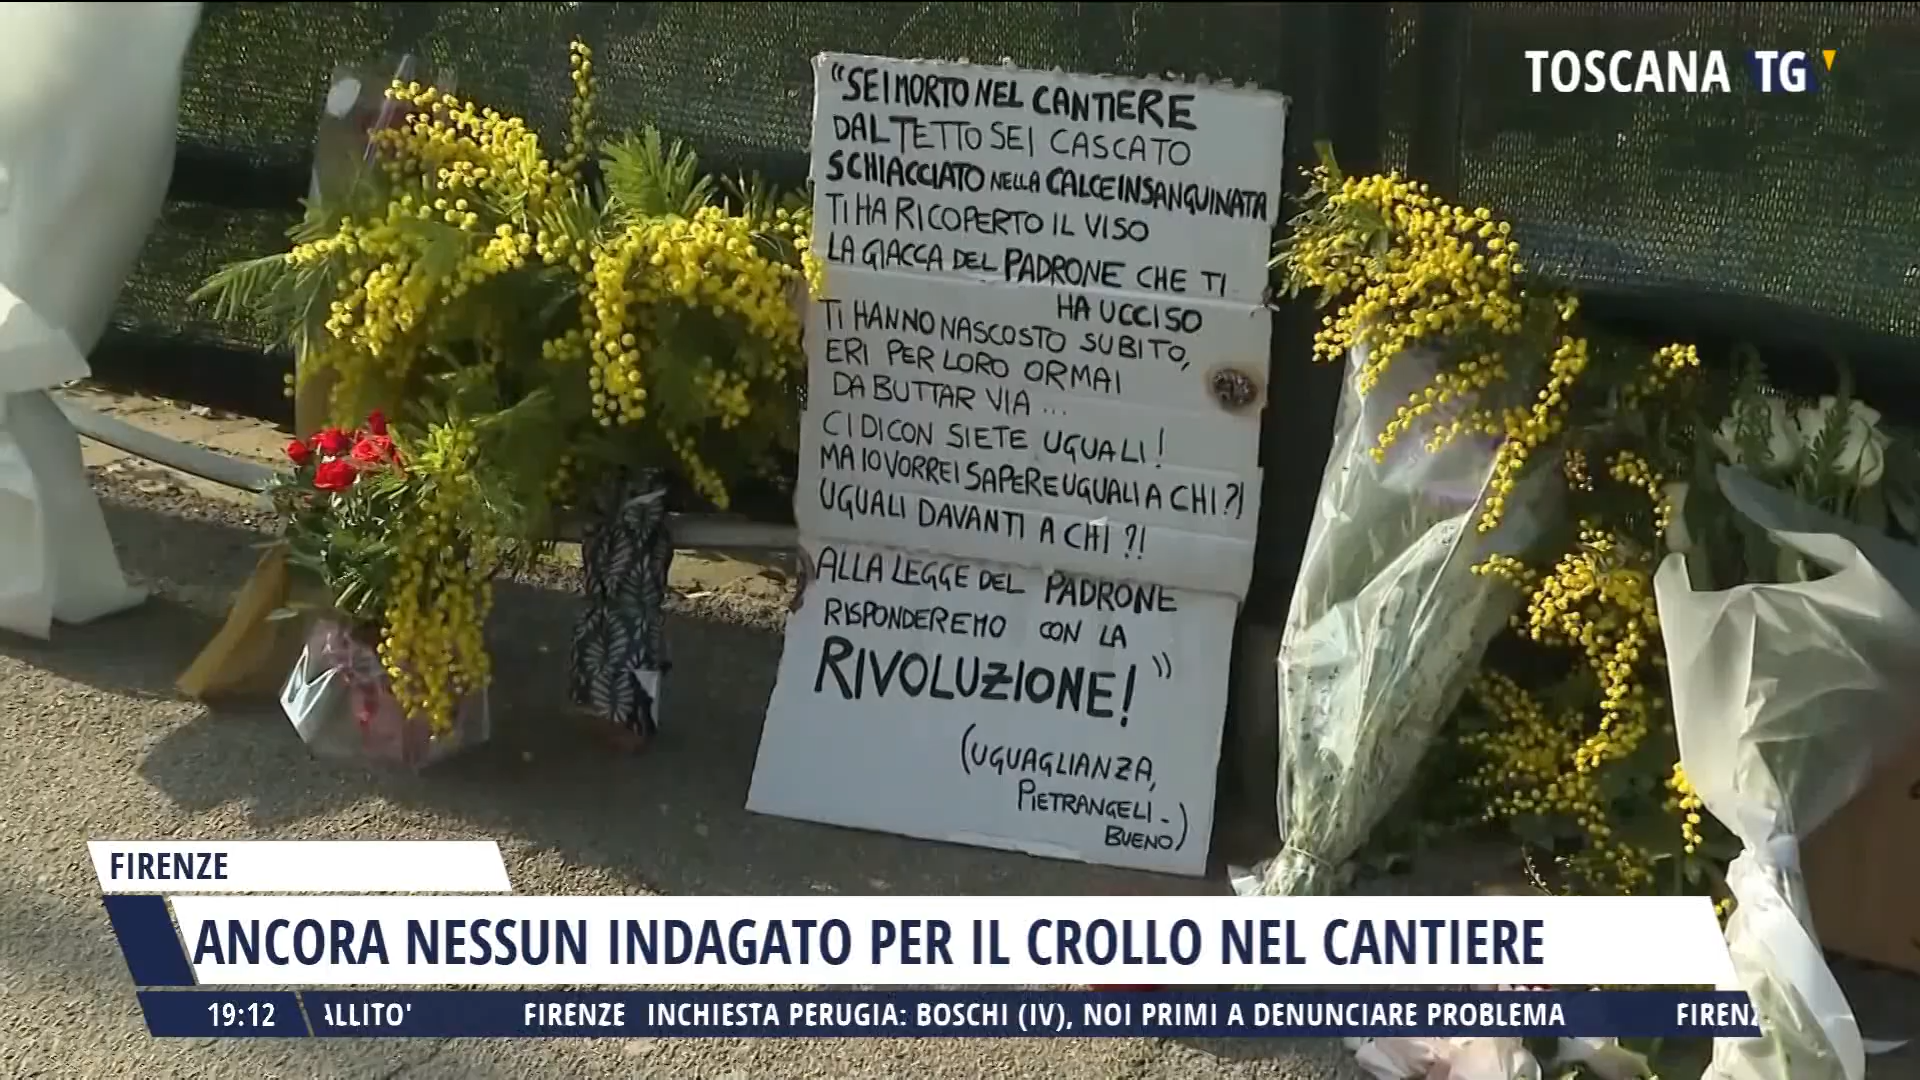 TOSCANA TG
"SEI MORTO NEL CANTIERE
DAL TETTO SEI CASCATO
SCHIACCIATO NELLA CALCE INSANGUINATA
TI HA RICOPERTO IL VISO
LA GIACCA DEL PADRONE CHE TI
HA UCCISO
TI HANNO NASCOSTO SUBITO,
ERI PER LORO ORMAI
DA BUTTAR VIA...
CI DICON SIETE UGUALI!
MA IO VORREI SAPERE UGUALI A CHI?!
UGUALI DAVANTI A CHI?!
ALLA LEGGE DEL PADRONE
RISPONDEREMO CON LA
RIVOLUZIONE!"
(UGUAGLIANZA,
PIETRANGELI-
BUENO)
FIRENZE
ANCORA NESSUN INDAGATO PER IL CROLLO NEL CANTIERE
19:12 ALLITO' FIRENZE INCHIESTA PERUGIA: BOSCHI (IV), NOI PRIMI A DENUNCIARE PROBLEMA FIRENZ